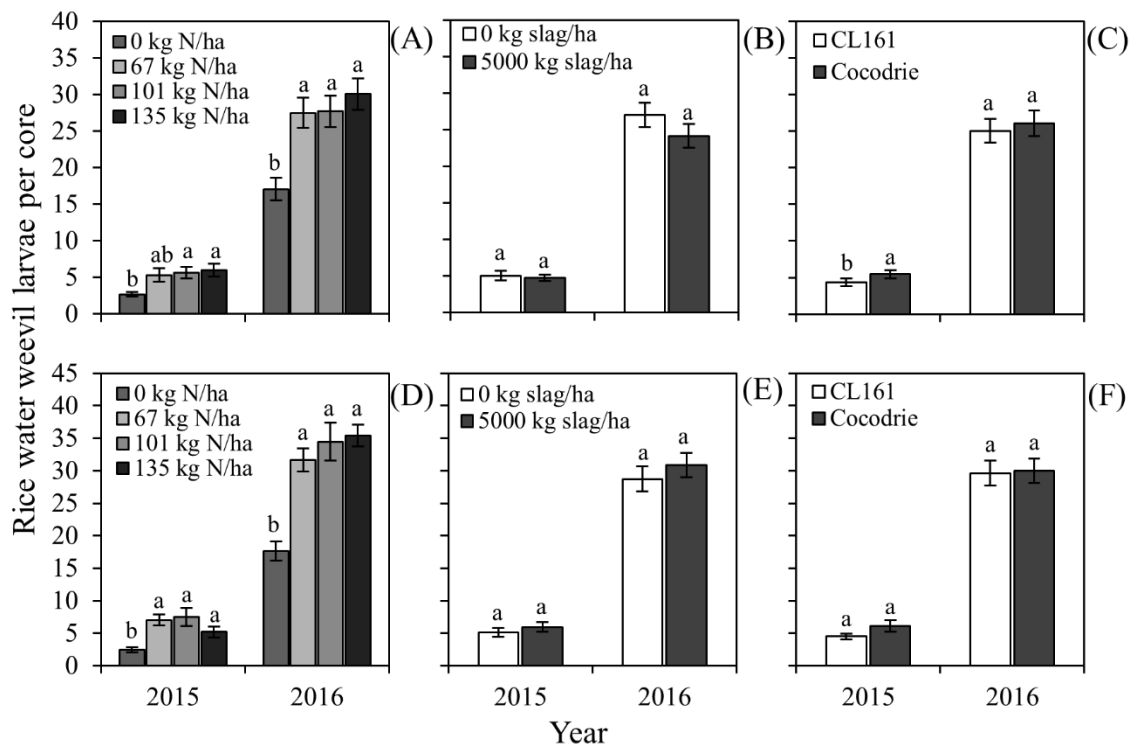 Rice water weevil larvae per core
40
35
30
25
20
15
10
5
0
0 kg N/ha
67 kg N/ha
101 kg N/ha
135 kg N/ha
(A)
b
ab
a
a
b
a
a
a
0 kg slag/ha
5000 kg slag/ha
(B)
a
a
a
a
CL161
Cocodrie
(C)
b
a
a
a
45
40
35
30
25
20
15
10
5
0
0 kg N/ha
67 kg N/ha
101 kg N/ha
135 kg N/ha
(D)
b
a
a
a
b
a
a
a
2015
2016
0 kg slag/ha
5000 kg slag/ha
(E)
a
a
a
a
2015
2016
CL161
Cocodrie
(F)
a
a
a
a
2015
2016
Year